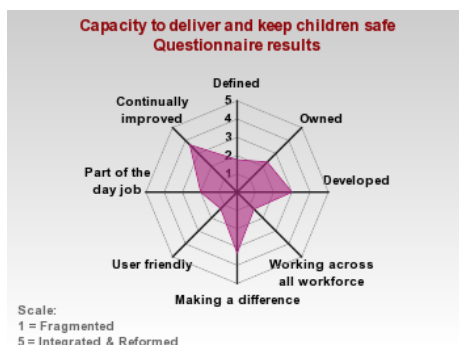 Capacity to deliver and keep children safe
Questionnaire results
Defined
Continually
improved
Owned
5
4
3
2
1
Part of the
day job
Developed
User friendly
Working across
all workforce
Making a difference
Scale:
1 = Fragmented
5 = Integrated & Reformed